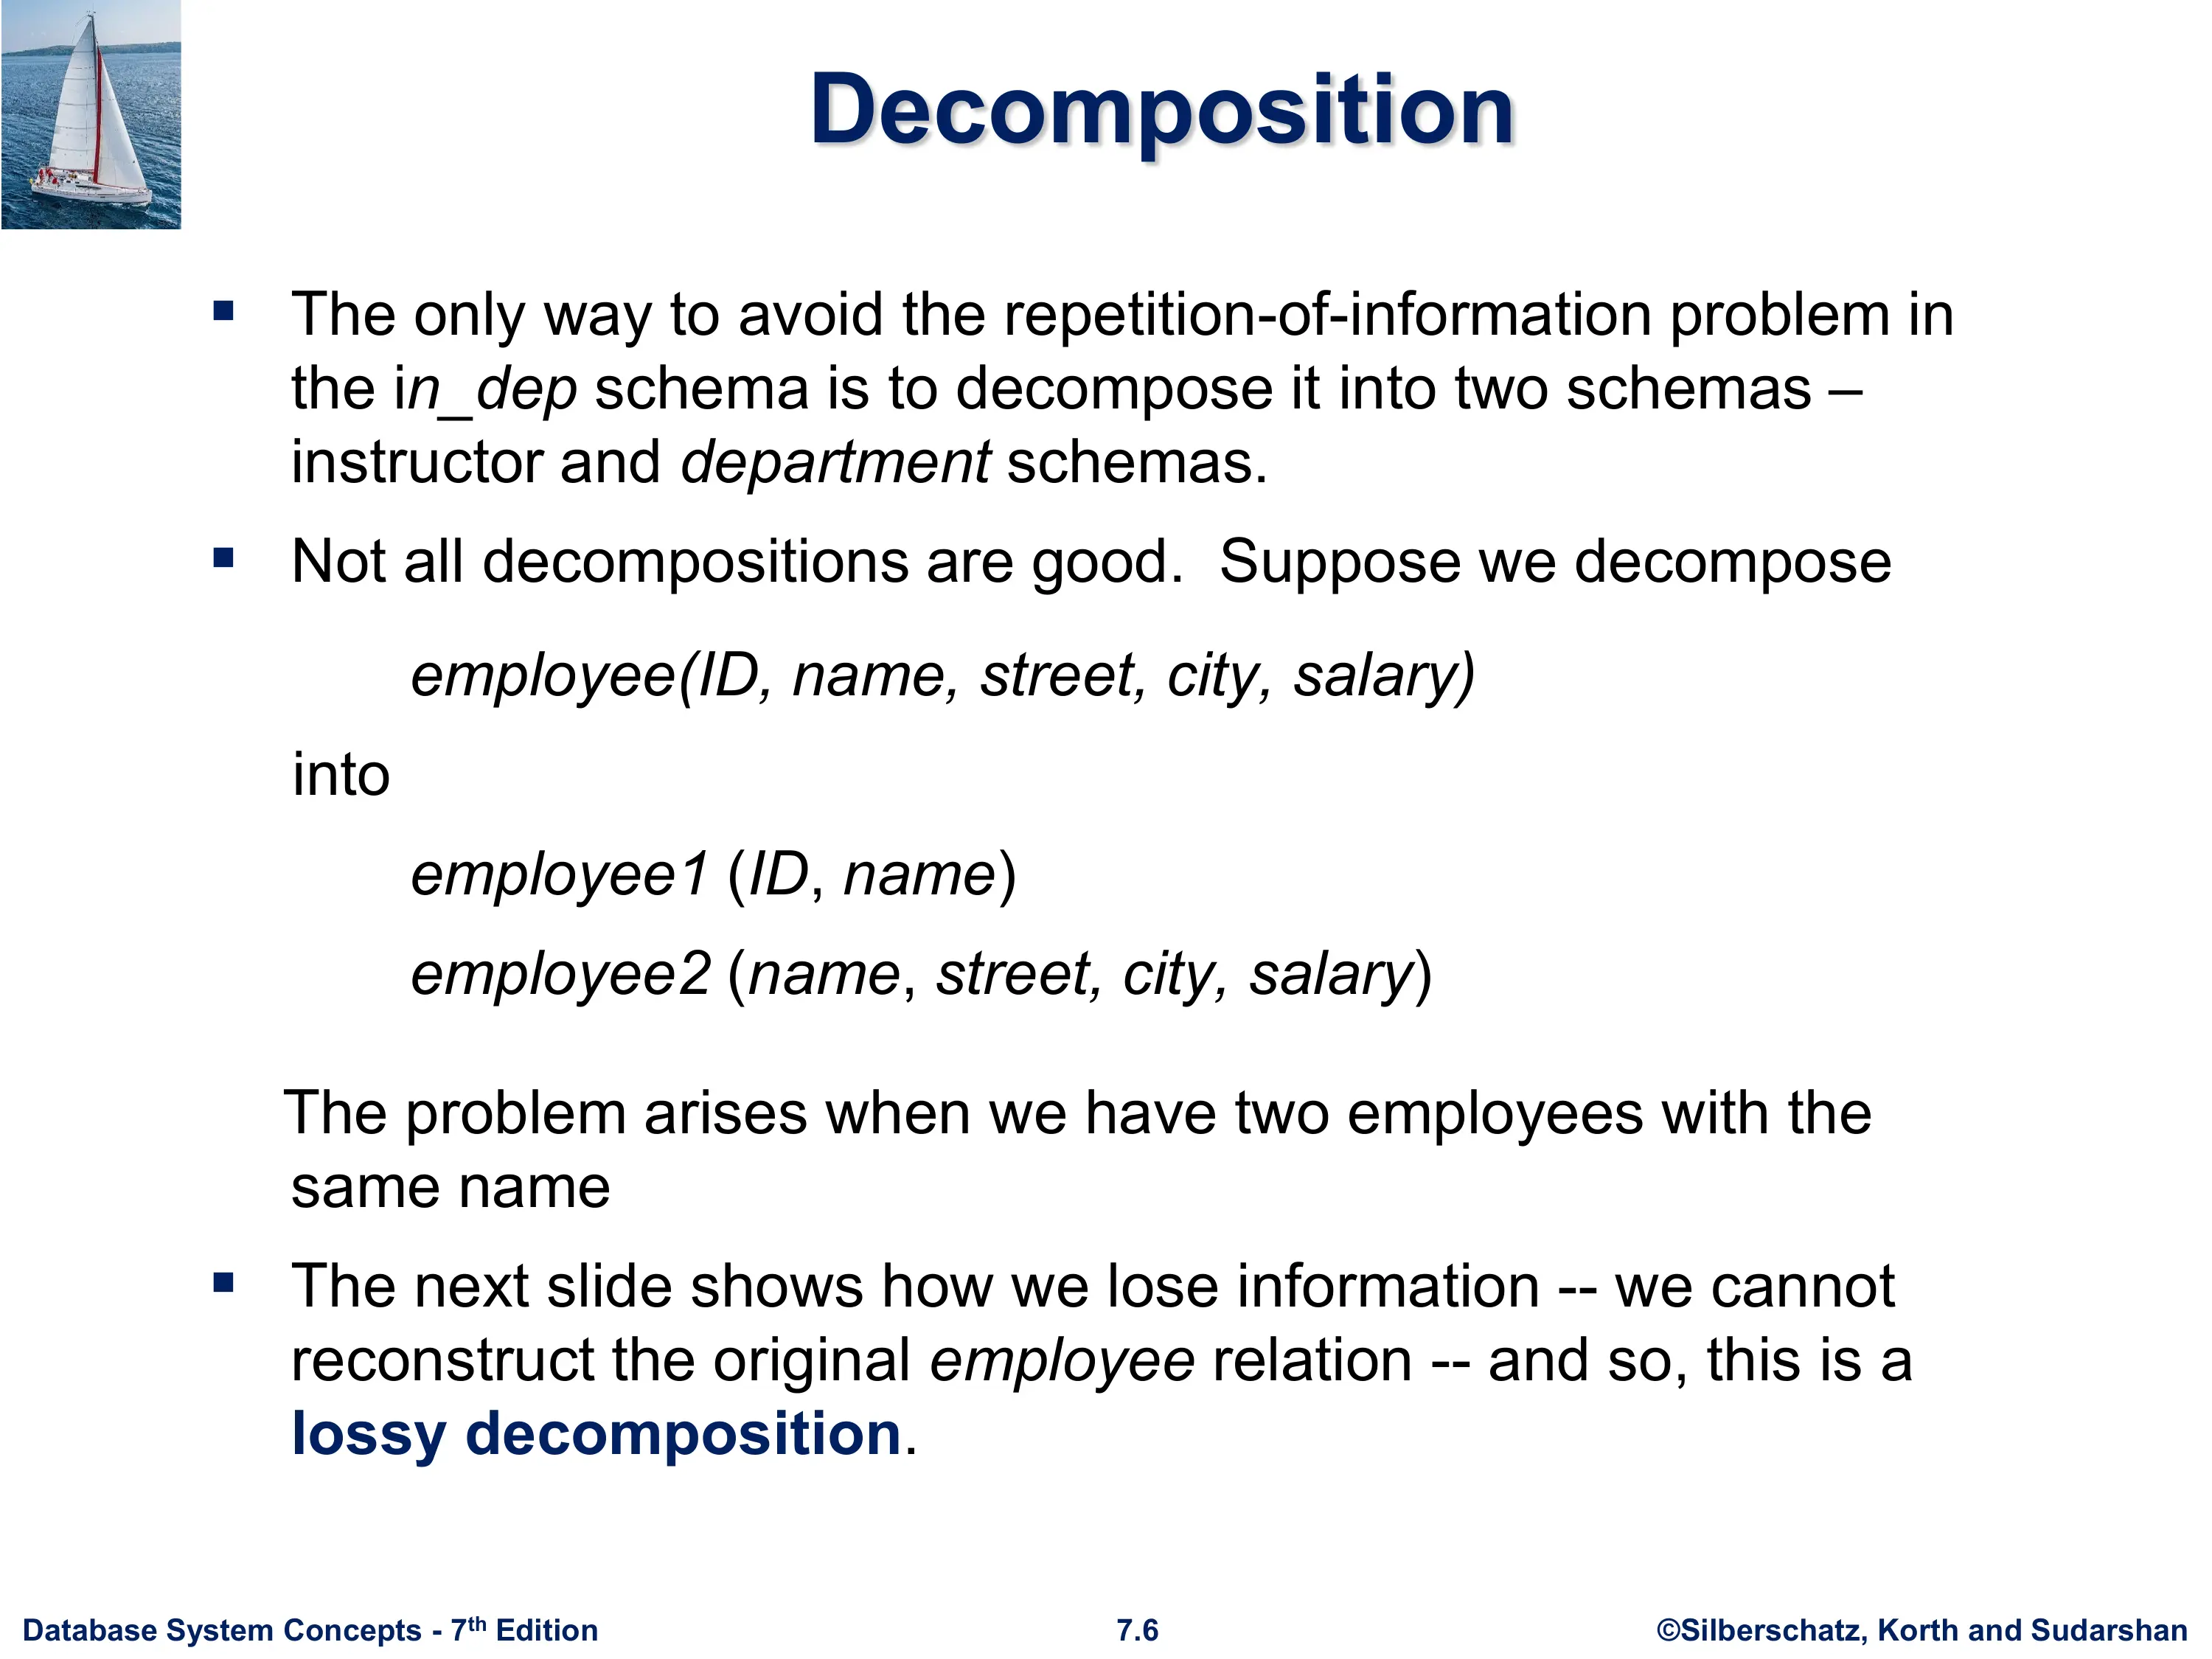 Decomposition
▪ The only way to avoid the repetition-of-information problem in
the in_dep schema is to decompose it into two schemas –
instructor and department schemas.
▪ Not all decompositions are good.  Suppose we decompose
employee(ID, name, street, city, salary)
into
employee1 (ID, name)
employee2 (name, street, city, salary)
The problem arises when we have two employees with the
same name
▪ The next slide shows how we lose information -- we cannot
reconstruct the original employee relation -- and so, this is a
lossy decomposition.
Database System Concepts - 7th Edition
7.6
©Silberschatz, Korth and Sudarshan